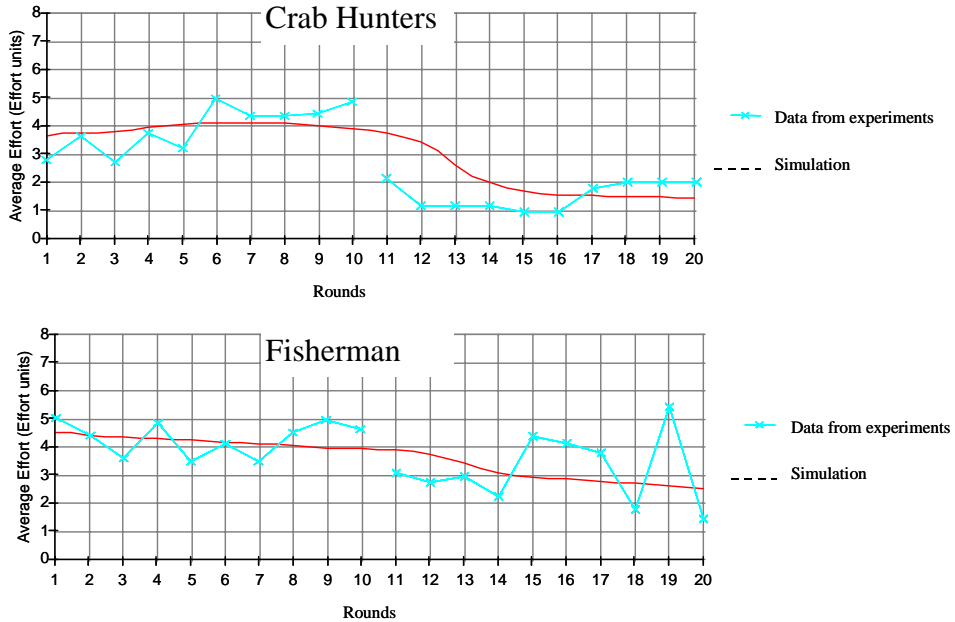 Crab Hunters
Average Effort (Effort units)
8
7
6
5
4
3
2
1
0
1 2 3 4 5 6 7 8 9 10 11 12 13 14 15 16 17 18 19 20
Rounds
Data from experiments
Simulation
Fisherman
Average Effort (Effort units)
8
7
6
5
4
3
2
1
0
1 2 3 4 5 6 7 8 9 10 11 12 13 14 15 16 17 18 19 20
Rounds
Data from experiments
Simulation